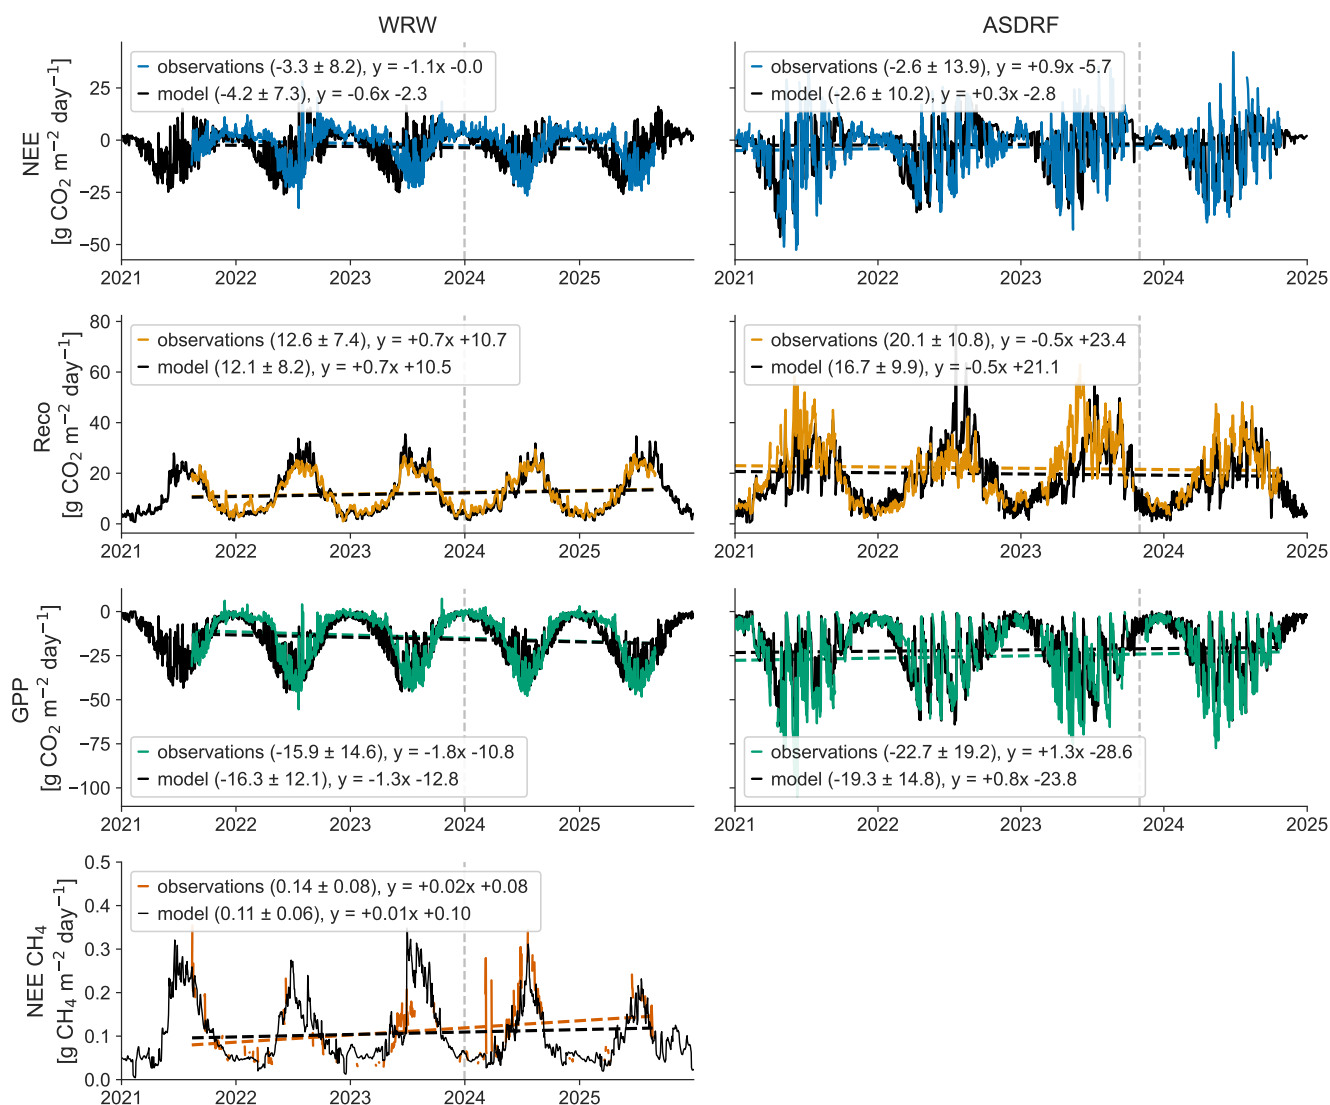 WRW
ASDRF
NEE
[g CO₂ m⁻² day⁻¹]
25
0
−25
−50
observations (-3.3 ± 8.2), y = -1.1x -0.0
model (-4.2 ± 7.3), y = -0.6x -2.3
2021 2022 2023 2024 2025
observations (-2.6 ± 13.9), y = +0.9x -5.7
model (-2.6 ± 10.2), y = +0.3x -2.8
2021 2022 2023 2024 2025
Reco
[g CO₂ m⁻² day⁻¹]
80
60
40
20
0
observations (12.6 ± 7.4), y = +0.7x +10.7
model (12.1 ± 8.2), y = +0.7x +10.5
2021 2022 2023 2024 2025
observations (20.1 ± 10.8), y = -0.5x +23.4
model (16.7 ± 9.9), y = -0.5x +21.1
2021 2022 2023 2024 2025
GPP
[g CO₂ m⁻² day⁻¹]
0
−25
−50
−75
−100
observations (-15.9 ± 14.6), y = -1.8x -10.8
model (-16.3 ± 12.1), y = -1.3x -12.8
2021 2022 2023 2024 2025
observations (-22.7 ± 19.2), y = +1.3x -28.6
model (-19.3 ± 14.8), y = +0.8x -23.8
2021 2022 2023 2024 2025
NEE CH₄
[g CH₄ m⁻² day⁻¹]
0.5
0.4
0.3
0.2
0.1
0.0
observations (0.14 ± 0.08), y = +0.02x +0.08
model (0.11 ± 0.06), y = +0.01x +0.10
2021 2022 2023 2024 2025